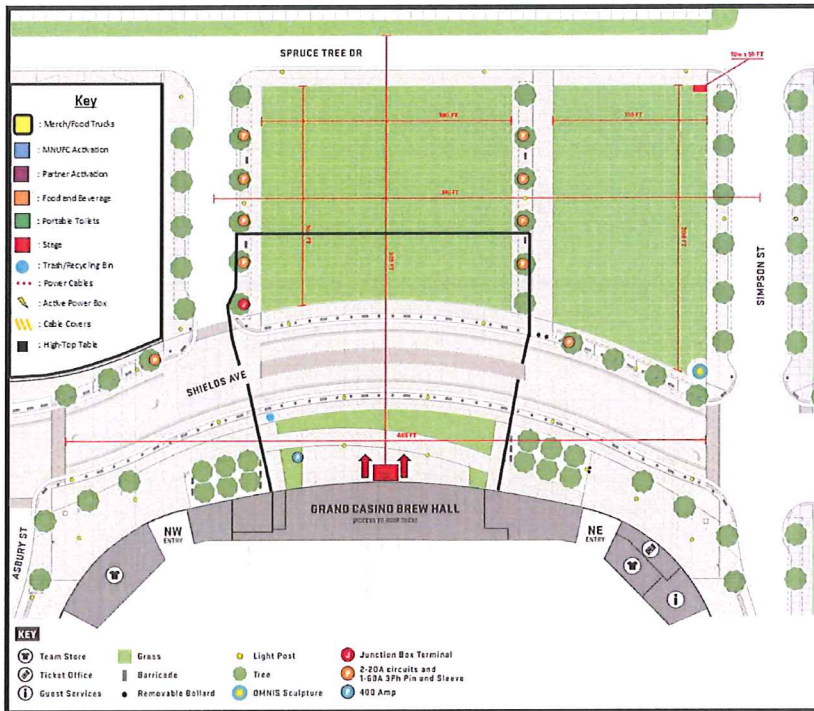 SPRUCE TREE DR
Key
: Merch/Food Trucks
: MNUFC Activation
: Partner Activation
: Food and Beverage
: Portable Toilets
: Stage
: Trash/Recycling Bin
: Power Cables
: Active Power Box
: Cable Covers
: High-Top Table
SIMPSON ST
SHIELDS AVE
ASBURY ST
GRAND CASINO BREW HALL
NW
ENTRY
NE
ENTRY
KEY
Team Store
Ticket Office
Guest Services
Grass
Barricade
Removable Bollard
Light Post
Tree
OMNIS Sculpture
J
Junction Box Terminal
P
2-20A circuits and
1-60A 3Ph Pin and Sleeve
P
400 Amp